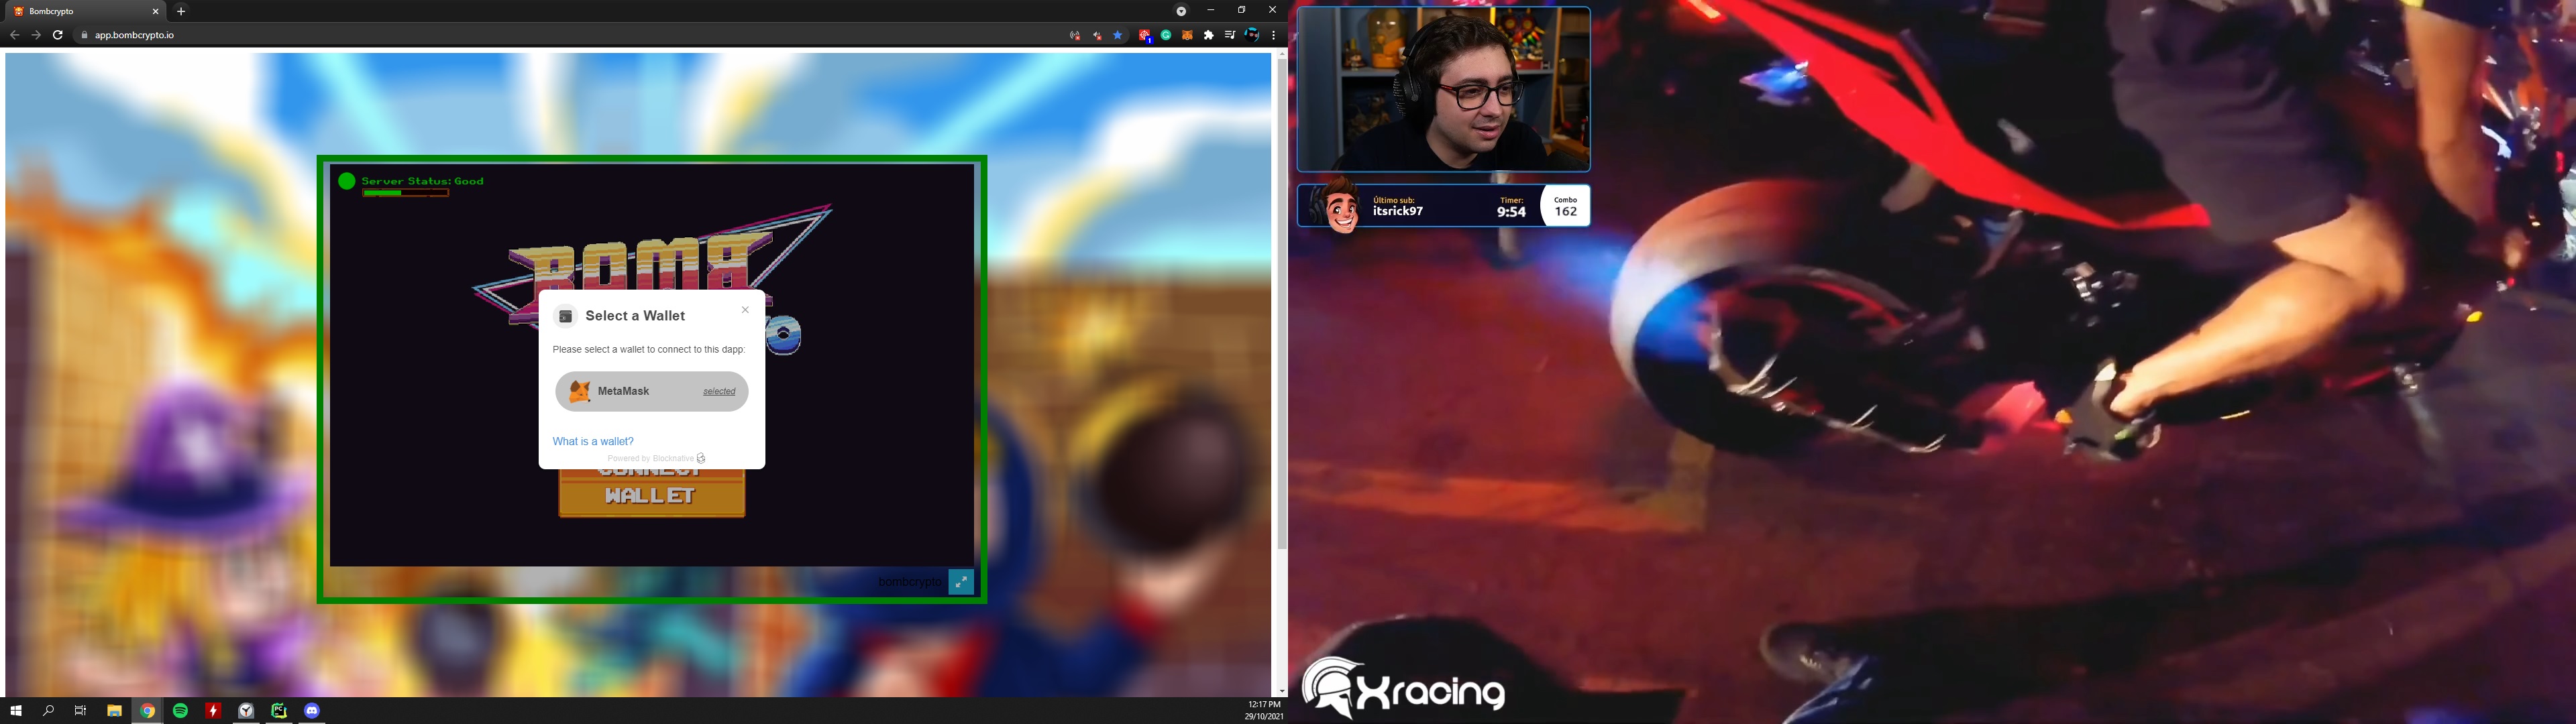 Bombcrypto
app.bombcrypto.io
1
Server Status: Good
BOMB
Select a Wallet
Please select a wallet to connect to this dapp:
MetaMask
selected
What is a wallet?
Powered by Blocknative
CONNECT
WALLET
bombcrypto
12:17 PM
29/10/2021
Último sub:
itsrick97
Timer:
9:54
Combo
162
Xracing